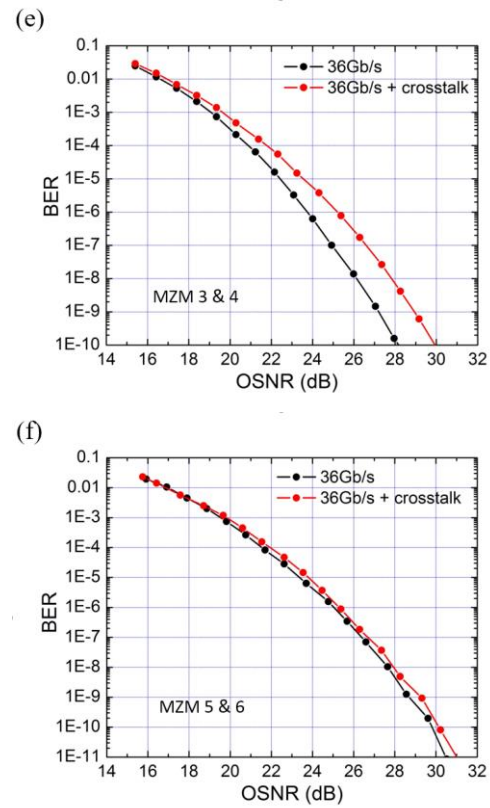 (e)
0.1
0.01
1E-3
1E-4
1E-5
1E-6
1E-7
1E-8
1E-9
1E-10
BER
36Gb/s
36Gb/s + crosstalk
MZM 3 & 4
14 16 18 20 22 24 26 28 30 32
OSNR (dB)
(f)
0.1
0.01
1E-3
1E-4
1E-5
1E-6
1E-7
1E-8
1E-9
1E-10
1E-11
BER
36Gb/s
36Gb/s + crosstalk
MZM 5 & 6
14 16 18 20 22 24 26 28 30 32
OSNR (dB)